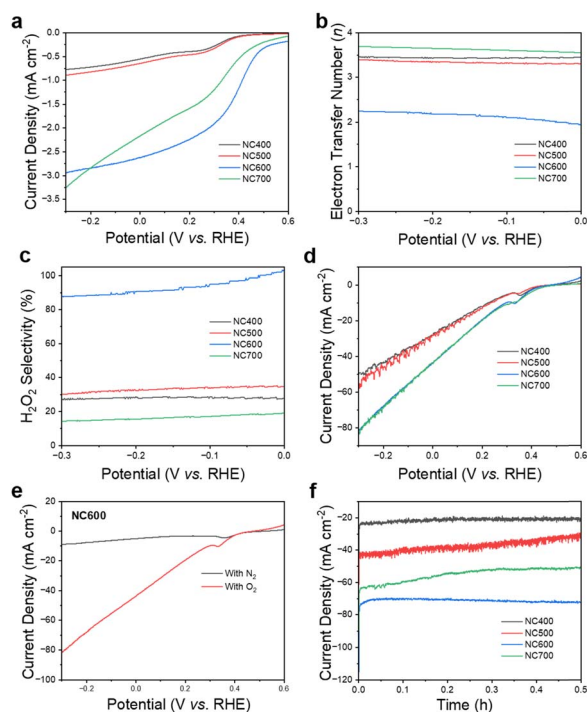 a
Current Density (mA cm⁻²)
0.0
-0.5
-1.0
-1.5
-2.0
-2.5
-3.0
-3.5
NC400
NC500
NC600
NC700
-0.2
0.0
0.2
0.4
0.6
Potential (V vs. RHE)
b
Electron Transfer Number (n)
4
3
2
1
0
NC400
NC500
NC600
NC700
-0.3
-0.2
-0.1
0.0
Potential (V vs. RHE)
c
H₂O₂ Selectivity (%)
100
80
60
40
20
0
NC400
NC500
NC600
NC700
-0.3
-0.2
-0.1
0.0
Potential (V vs. RHE)
d
Current Density (mA cm⁻²)
0
-20
-40
-60
-80
NC400
NC500
NC600
NC700
-0.2
0.0
0.2
0.4
0.6
Potential (V vs. RHE)
e
NC600
Current Density (mA cm⁻²)
20
0
-20
-40
-60
-80
-100
With N₂
With O₂
-0.2
0.0
0.2
0.4
0.6
Potential (V vs. RHE)
f
Current Density (mA cm⁻²)
-20
-40
-60
-80
-100
-120
NC400
NC500
NC600
NC700
0.0
0.1
0.2
0.3
0.4
0.5
Time (h)